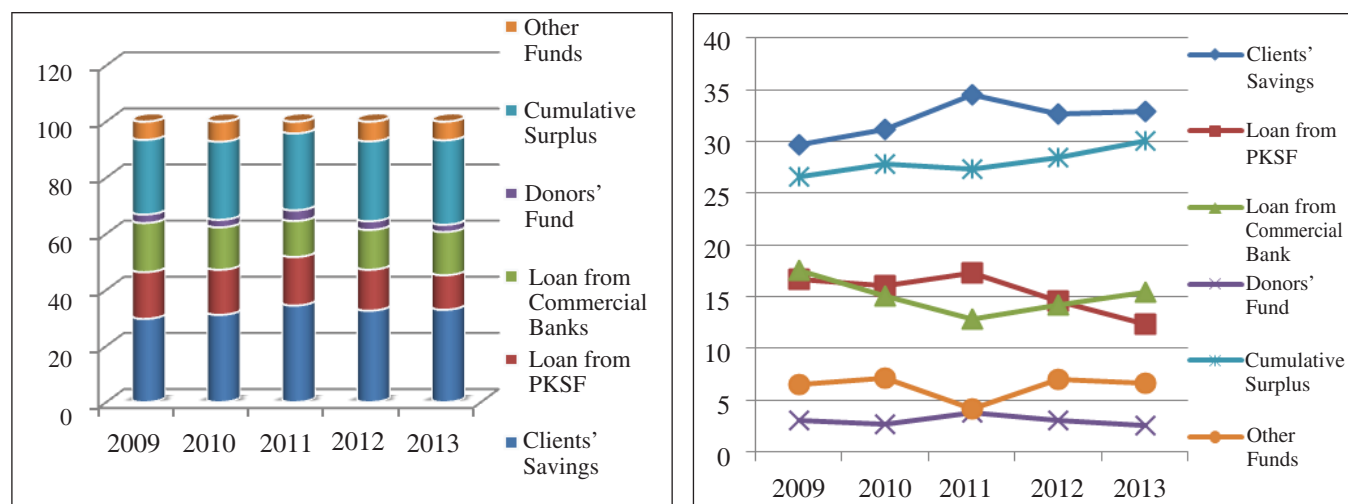 120
100
80
60
40
20
0
2009 2010 2011 2012 2013
Other
Funds
Cumulative
Surplus
Donors'
Fund
Loan from
Commercial
Banks
Loan from
PKSF
Clients'
Savings
40
35
30
25
20
15
10
5
0
2009 2010 2011 2012 2013
Clients'
Savings
Loan from
PKSF
Loan from
Commercial
Bank
Donors'
Fund
Cumulative
Surplus
Other
Funds